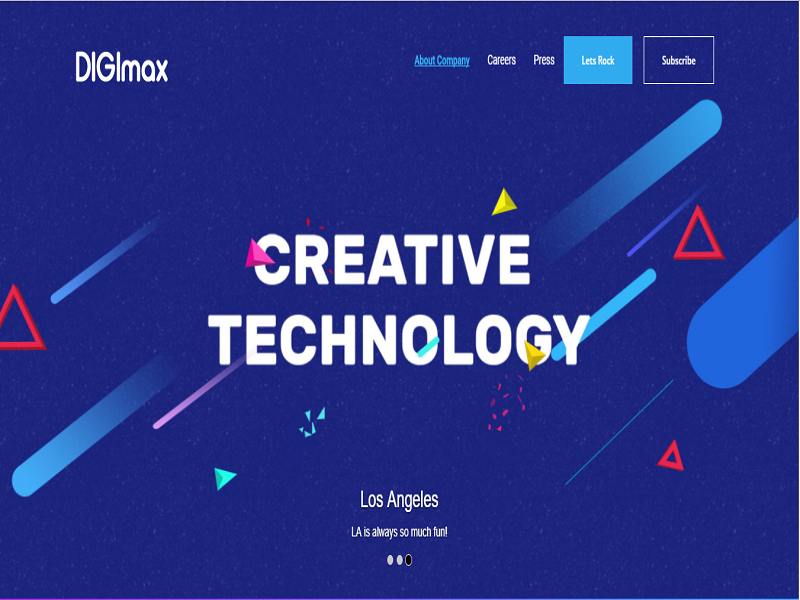 DIGImax
About Company
Careers
Press
Lets Rock
Subscribe
CREATIVE
TECHNOLOGY
Los Angeles
LA is always so much fun!